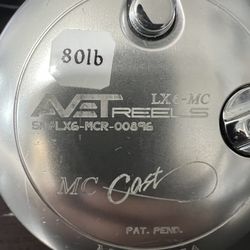 80lb
LX6-MC
AVET REELS
SN-LX6-MCR-00896
MC Cast
PAT. PEND.